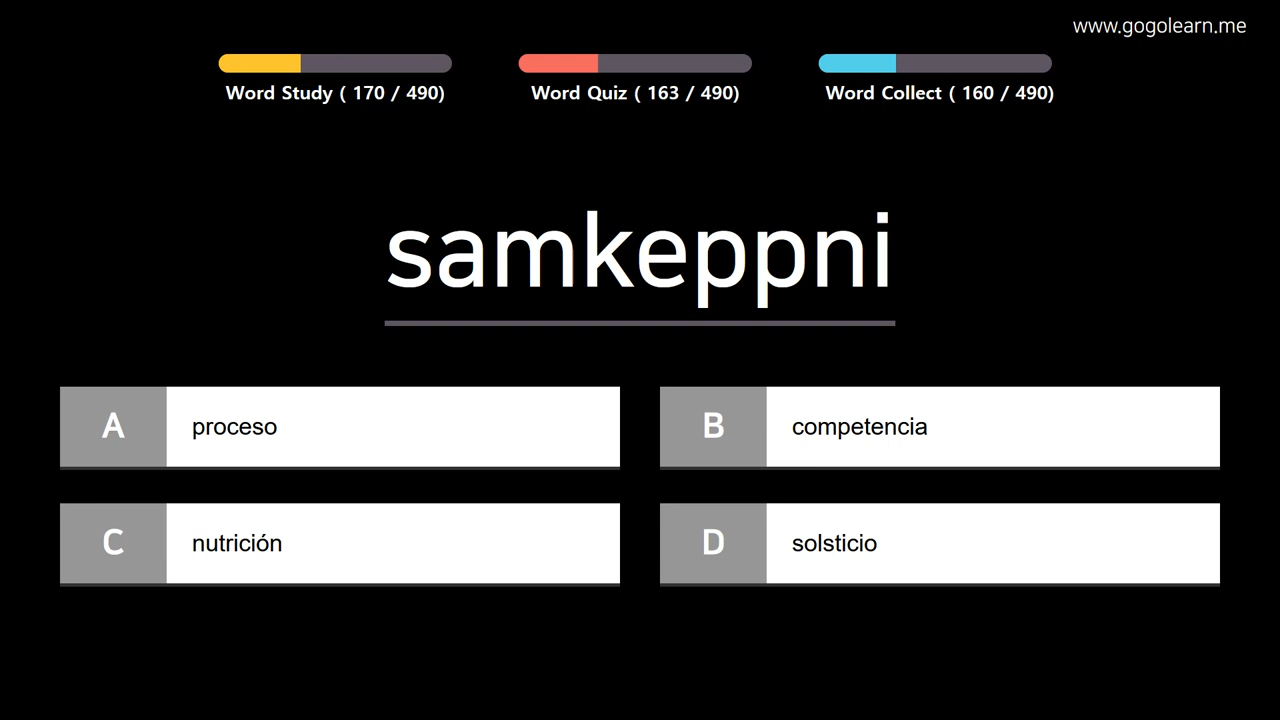 www.gogolearn.me
Word Study ( 170 / 490)
Word Quiz ( 163 / 490)
Word Collect ( 160 / 490)
samkeppni
A proceso
B competencia
C nutrición
D solsticio